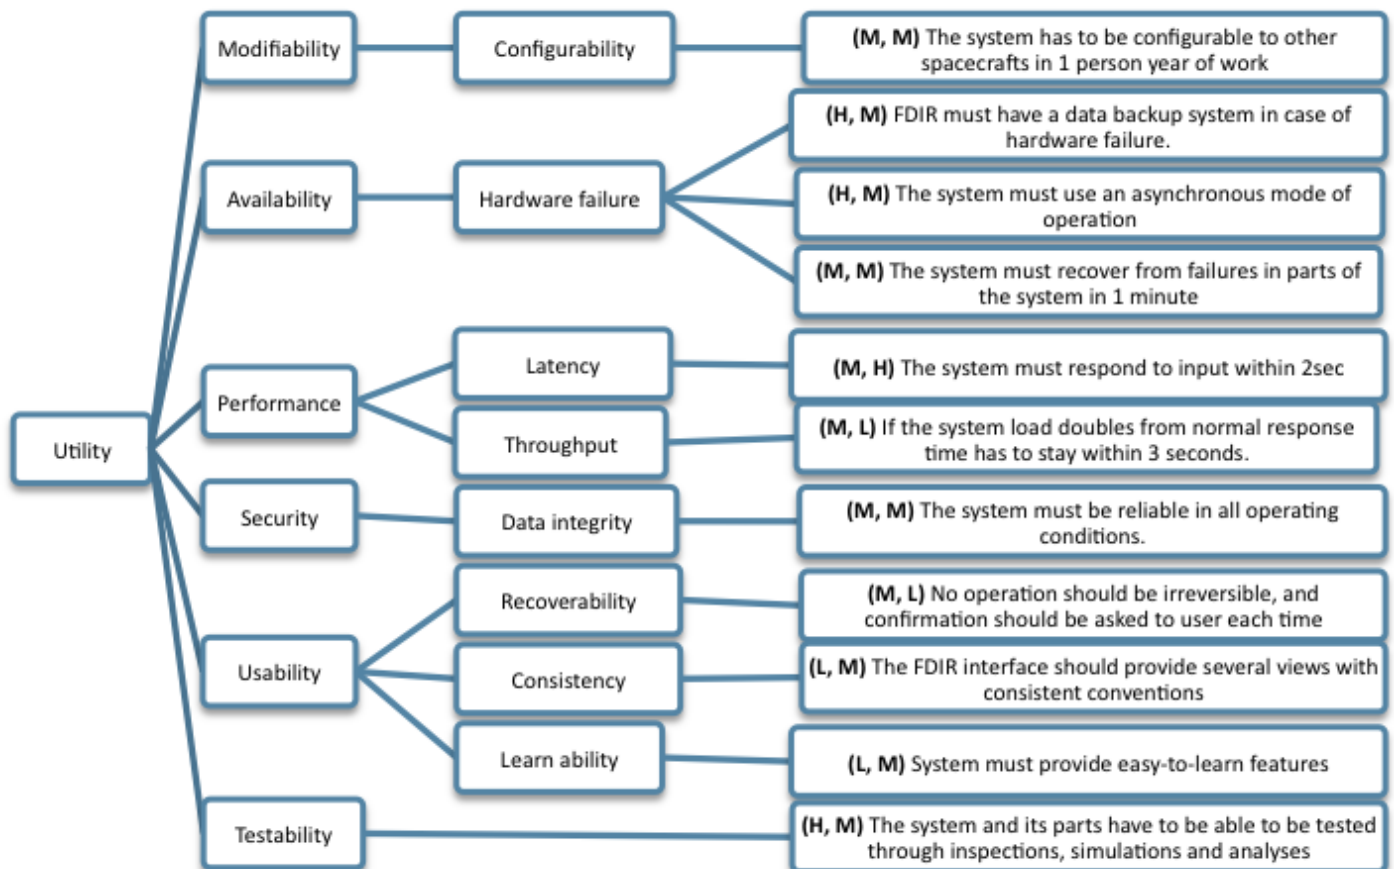 Modifiability
Configurability
(M, M) The system has to be configurable to other
spacecrafts in 1 person year of work
(H, M) FDIR must have a data backup system in case of
hardware failure.
Availability
Hardware failure
(H, M) The system must use an asynchronous mode of
operation
(M, M) The system must recover from failures in parts of
the system in 1 minute
Utility
Performance
Latency
(M, H) The system must respond to input within 2sec
Throughput
(M, L) If the system load doubles from normal response
time has to stay within 3 seconds.
Security
Data integrity
(M, M) The system must be reliable in all operating
conditions.
Usability
Recoverability
(M, L) No operation should be irreversible, and
confirmation should be asked to user each time
Consistency
(L, M) The FDIR interface should provide several views with
consistent conventions
Learn ability
(L, M) System must provide easy-to-learn features
Testability
(H, M) The system and its parts have to be able to be tested
through inspections, simulations and analyses